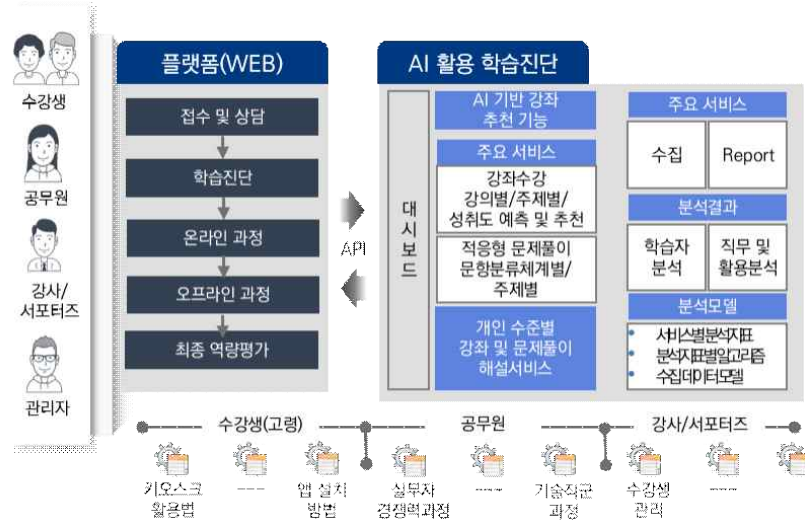 수강생
공무원
강사/
서포터즈
관리자
플랫폼(WEB)
접수 및 상담
학습진단
온라인 과정
오프라인 과정
최종 역량평가
API
AI 활용 학습진단
대시보드
AI 기반 강좌
추천 기능
주요 서비스
강좌수강
강의별/주제별/
성취도 예측 및 추천
적응형 문제풀이
문항분류체계별/
주제별
개인 수준별
강좌 및 문제풀이
해설서비스
주요 서비스
수집
Report
분석결과
학습자
분석
직무 및
활용분석
분석모델
• 서비스별분석지표
• 분석지표별알고리즘
• 수집데이터모델
수강생(고령)
공무원
강사/서포터즈
키오스크
활용법
---
앱 설치
방법
실무자
경쟁력과정
---
기술직군
과정
수강생
관리
---
---